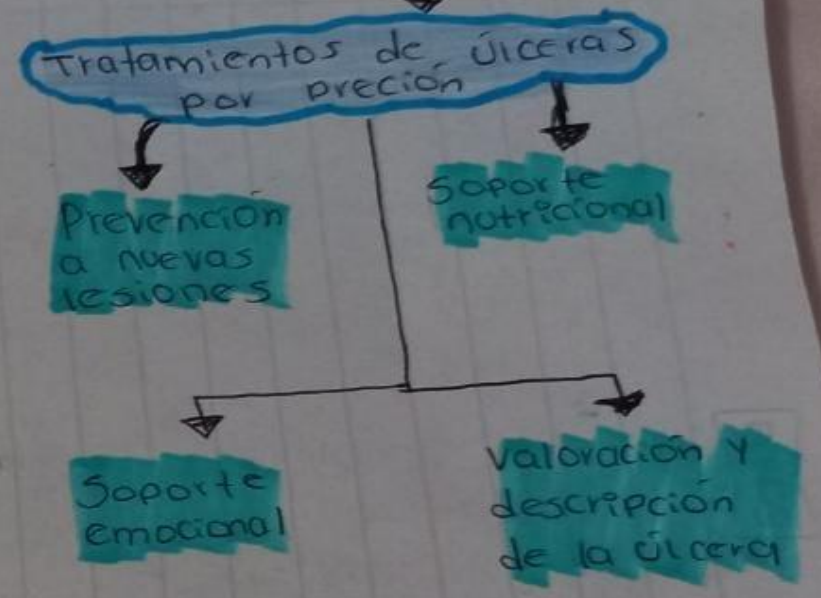 Tratamientos de úlceras
por preción
Prevención
a nuevas
lesiones
Soporte
nutricional
Soporte
emocional
Valoración y
descripción
de la úlcera